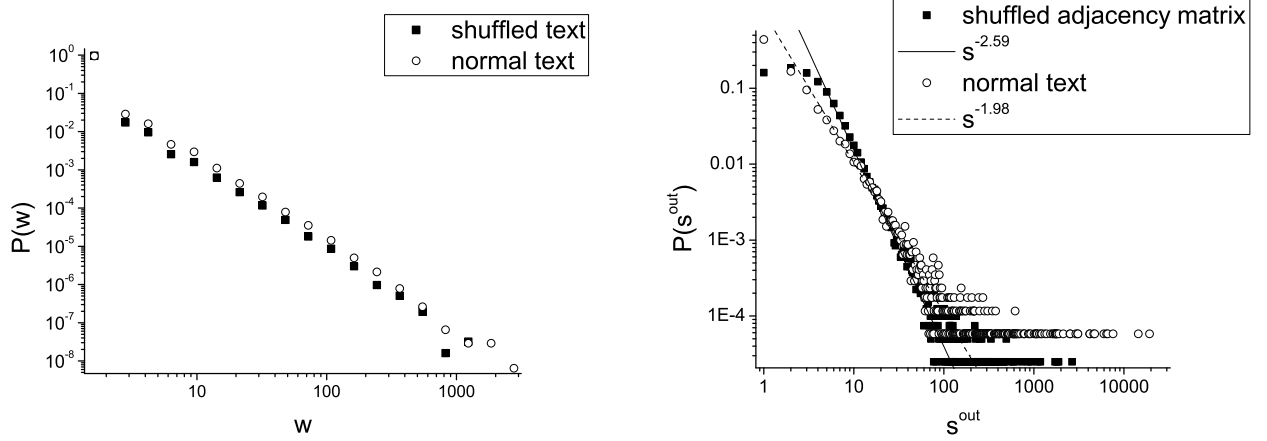 shuffled text
normal text
10^0
10^-1
10^-2
10^-3
10^-4
10^-5
10^-6
10^-7
10^-8
P(w)
10 100 1000
w
shuffled adjacency matrix
s^-2.59
normal text
s^-1.98
0.1
0.01
1E-3
1E-4
P(s^out)
1 10 100 1000 10000
s^out